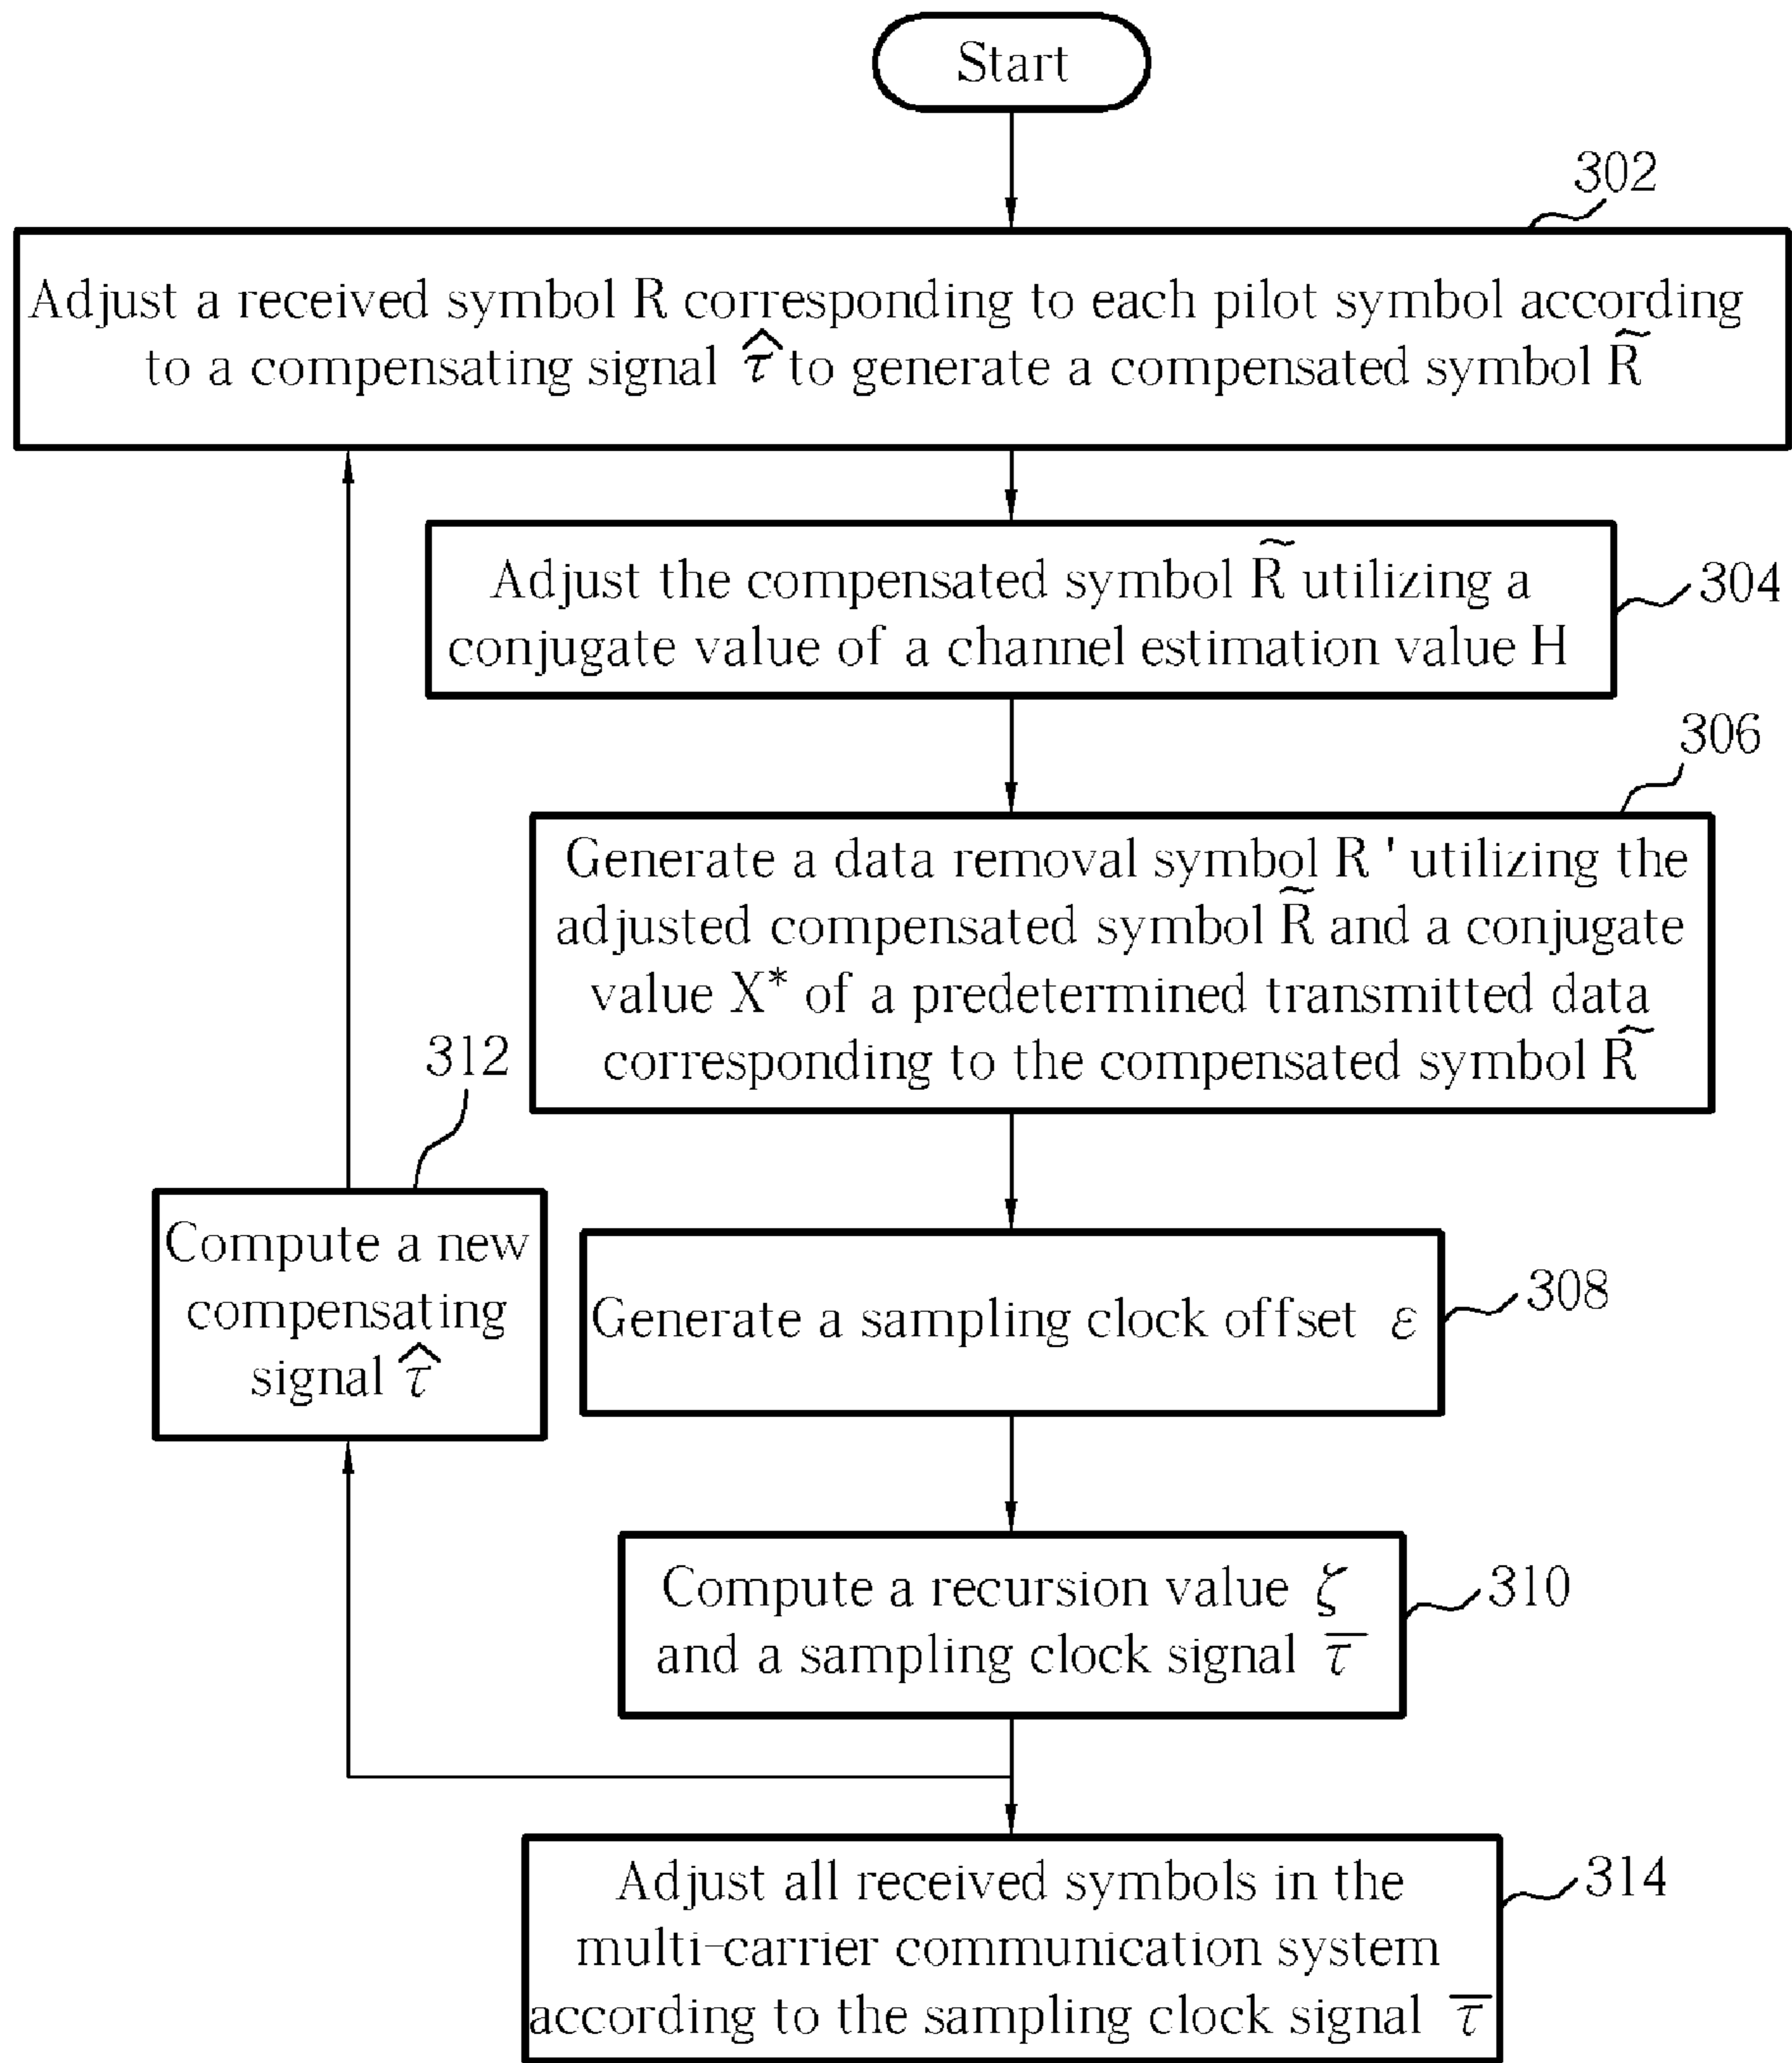 Start
302
Adjust a received symbol R corresponding to each pilot symbol according
to a compensating signal τ̂ to generate a compensated symbol R̃
Adjust the compensated symbol R̃ utilizing a
conjugate value of a channel estimation value H
304
306
Generate a data removal symbol R ' utilizing the
adjusted compensated symbol R̃ and a conjugate
value X* of a predetermined transmitted data
corresponding to the compensated symbol R̃
312
Compute a new
compensating
signal τ̂
Generate a sampling clock offset ε
308
Compute a recursion value ζ
and a sampling clock signal τ̅
310
Adjust all received symbols in the
multi-carrier communication system
according to the sampling clock signal τ̅
314